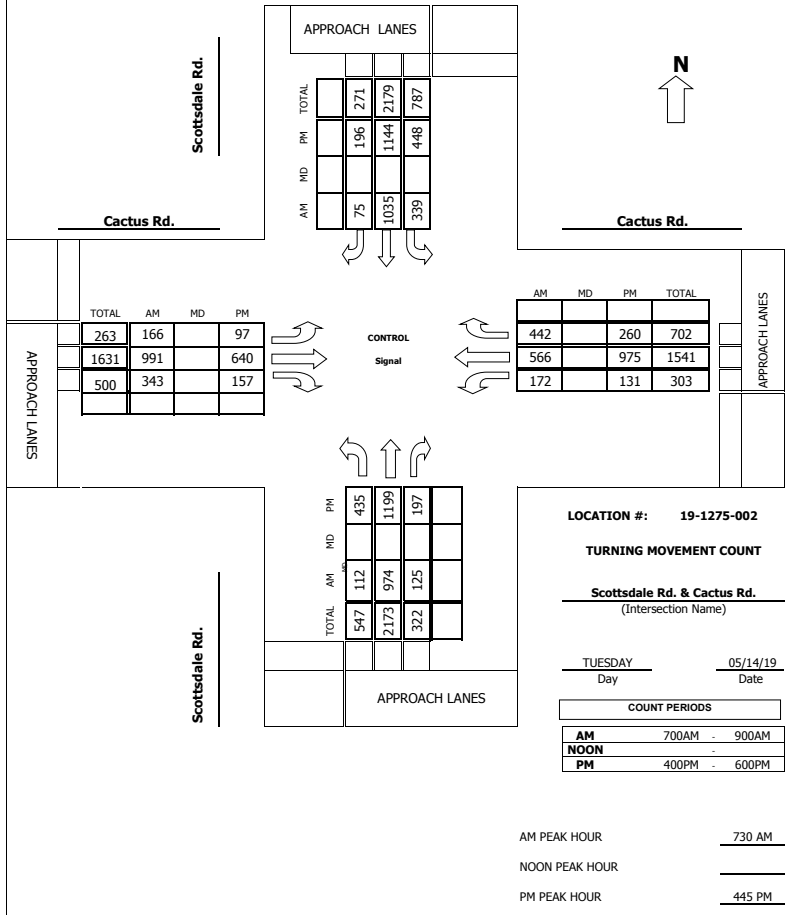 APPROACH LANES
Scottsdale Rd.
N
TOTAL 271 2179 787
PM 196 1144 448
MD
AM 75 1035 339
Cactus Rd.
Cactus Rd.
TOTAL AM MD PM
263 166 97
1631 991 640
500 343 157
APPROACH LANES
CONTROL
Signal
AM MD PM TOTAL
442 260 702
566 975 1541
172 131 303
APPROACH LANES
PM 435 1199 197
MD
AM MD 112 974 125
TOTAL 547 2173 322
APPROACH LANES
Scottsdale Rd.
LOCATION #: 19-1275-002
TURNING MOVEMENT COUNT
Scottsdale Rd. & Cactus Rd.
(Intersection Name)
TUESDAY 05/14/19
Day Date
COUNT PERIODS
AM 700AM - 900AM
NOON -
PM 400PM - 600PM
AM PEAK HOUR 730 AM
NOON PEAK HOUR
PM PEAK HOUR 445 PM